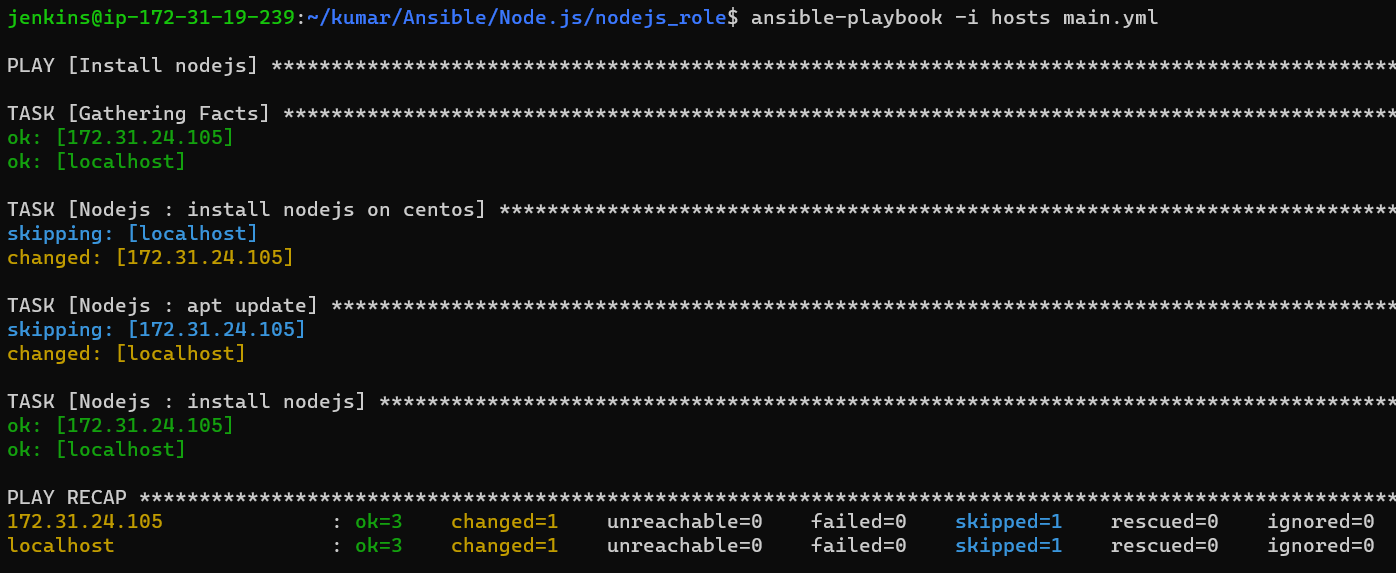 jenkins@ip-172-31-19-239:~/kumar/Ansible/Node.js/nodejs_role$ ansible-playbook -i hosts main.yml
PLAY [Install nodejs] **********************************************************************************************
TASK [Gathering Facts] *********************************************************************************************
ok: [172.31.24.105]
ok: [localhost]
TASK [Nodejs : install nodejs on centos] ***************************************************************************
skipping: [localhost]
changed: [172.31.24.105]
TASK [Nodejs : apt update] *****************************************************************************************
skipping: [172.31.24.105]
changed: [localhost]
TASK [Nodejs : install nodejs] *************************************************************************************
ok: [172.31.24.105]
ok: [localhost]
PLAY RECAP *********************************************************************************************************
172.31.24.105              : ok=3    changed=1    unreachable=0    failed=0    skipped=1    rescued=0    ignored=0
localhost                  : ok=3    changed=1    unreachable=0    failed=0    skipped=1    rescued=0    ignored=0